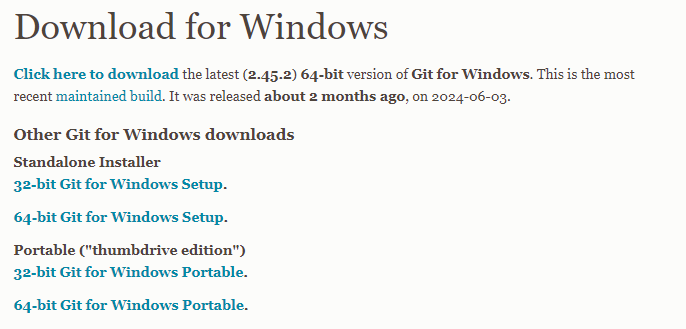 Download for Windows
Click here to download the latest (2.45.2) 64-bit version of Git for Windows. This is the most
recent maintained build. It was released about 2 months ago, on 2024-06-03.
Other Git for Windows downloads
Standalone Installer
32-bit Git for Windows Setup.
64-bit Git for Windows Setup.
Portable ("thumbdrive edition")
32-bit Git for Windows Portable.
64-bit Git for Windows Portable.